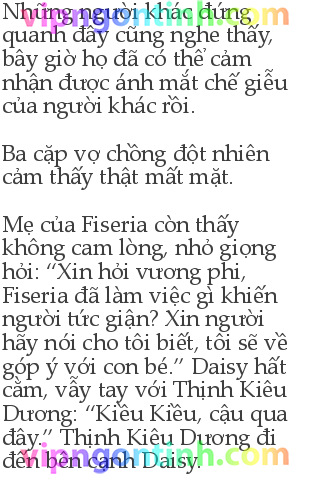 Những người khác đứng
vipngontinh.com
quanh đây cũng nghe thấy,
bây giờ họ đã có thể cảm
nhận được ánh mắt chế giễu
của người khác rồi.
Ba cặp vợ chồng đột nhiên
cảm thấy thật mất mặt.
Mẹ của Fiseria còn thấy
không cam lòng, nhỏ giọng
hỏi: “Xin hỏi vương phi,
Fiseria đã làm việc gì khiến
người tức giận? Xin người
hãy nói cho tôi biết, tôi sẽ về
góp ý với con bé.” Daisy hất
cằm, vẫy tay với Thịnh Kiêu
Dương: “Kiều Kiều, cậu qua
đây.” Thịnh Kiêu Dương đi
đến bên cạnh Daisy.
vipngontinh.com